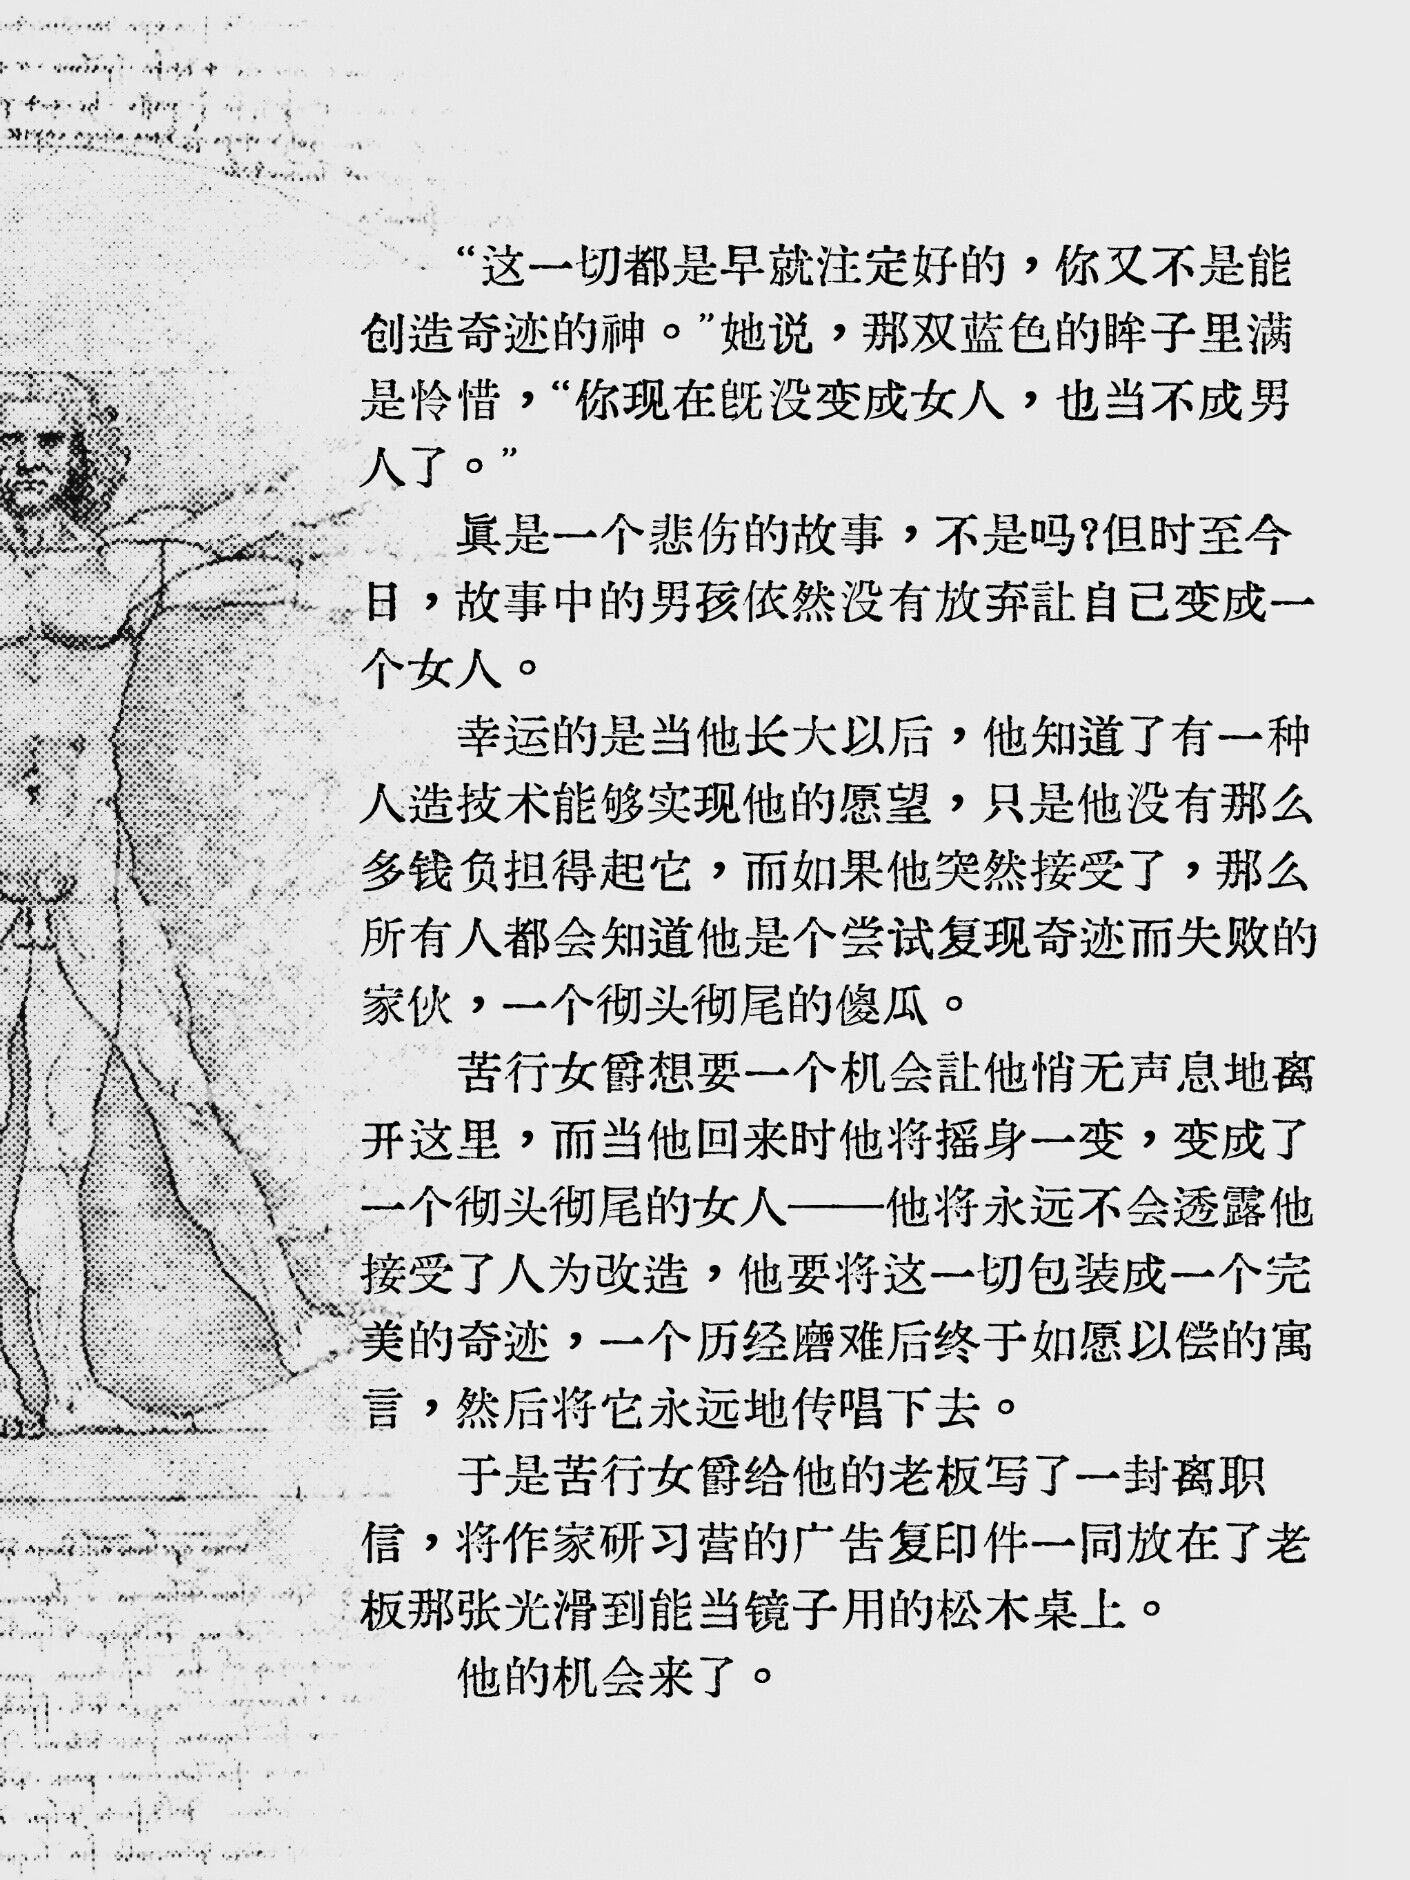 “这一切都是早就注定好的，你又不是能
创造奇迹的神。”她说，那双蓝色的眸子里满
是怜惜，“你现在既没变成女人，也当不成男
人了。”
真是一个悲伤的故事，不是吗？但时至今
日，故事中的男孩依然没有放弃訨自己变成一
个女人。
幸运的是当他长大以后，他知道了有一种
人造技术能够实现他的愿望，只是他没有那么
多钱负担得起它，而如果他突然接受了，那么
所有人都会知道他是个尝试复现奇迹而失败的
家伙，一个彻头彻尾的傻瓜。
苦行女爵想要一个机会訨他悄无声息地离
开这里，而当他回来时他将摇身一变，变成了
一个彻头彻尾的女人——他将永远不会透露他
接受了人为改造，他要将这一切包装成一个完
美的奇迹，一个历经磨难后终于如愿以偿的寓
言，然后将它永远地传唱下去。
于是苦行女爵给他的老板写了一封离职
信，将作家研习营的广告复印件一同放在了老
板那张光滑到能当镜子用的松木桌上。
他的机会来了。